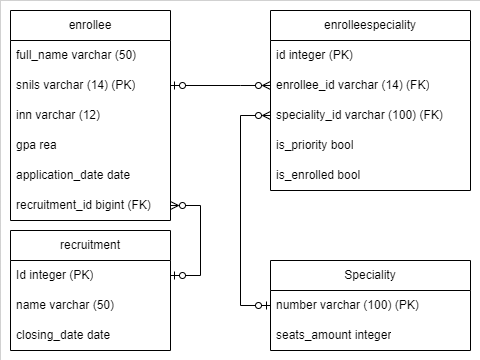 enrollee
full_name varchar (50)
snils varchar (14) (PK)
inn varchar (12)
gpa rea
application_date date
recruitment_id bigint (FK)
recruitment
Id integer (PK)
name varchar (50)
closing_date date
enrolleespeciality
id integer (PK)
enrollee_id varchar (14) (FK)
speciality_id varchar (100) (FK)
is_priority bool
is_enrolled bool
Speciality
number varchar (100) (PK)
seats_amount integer